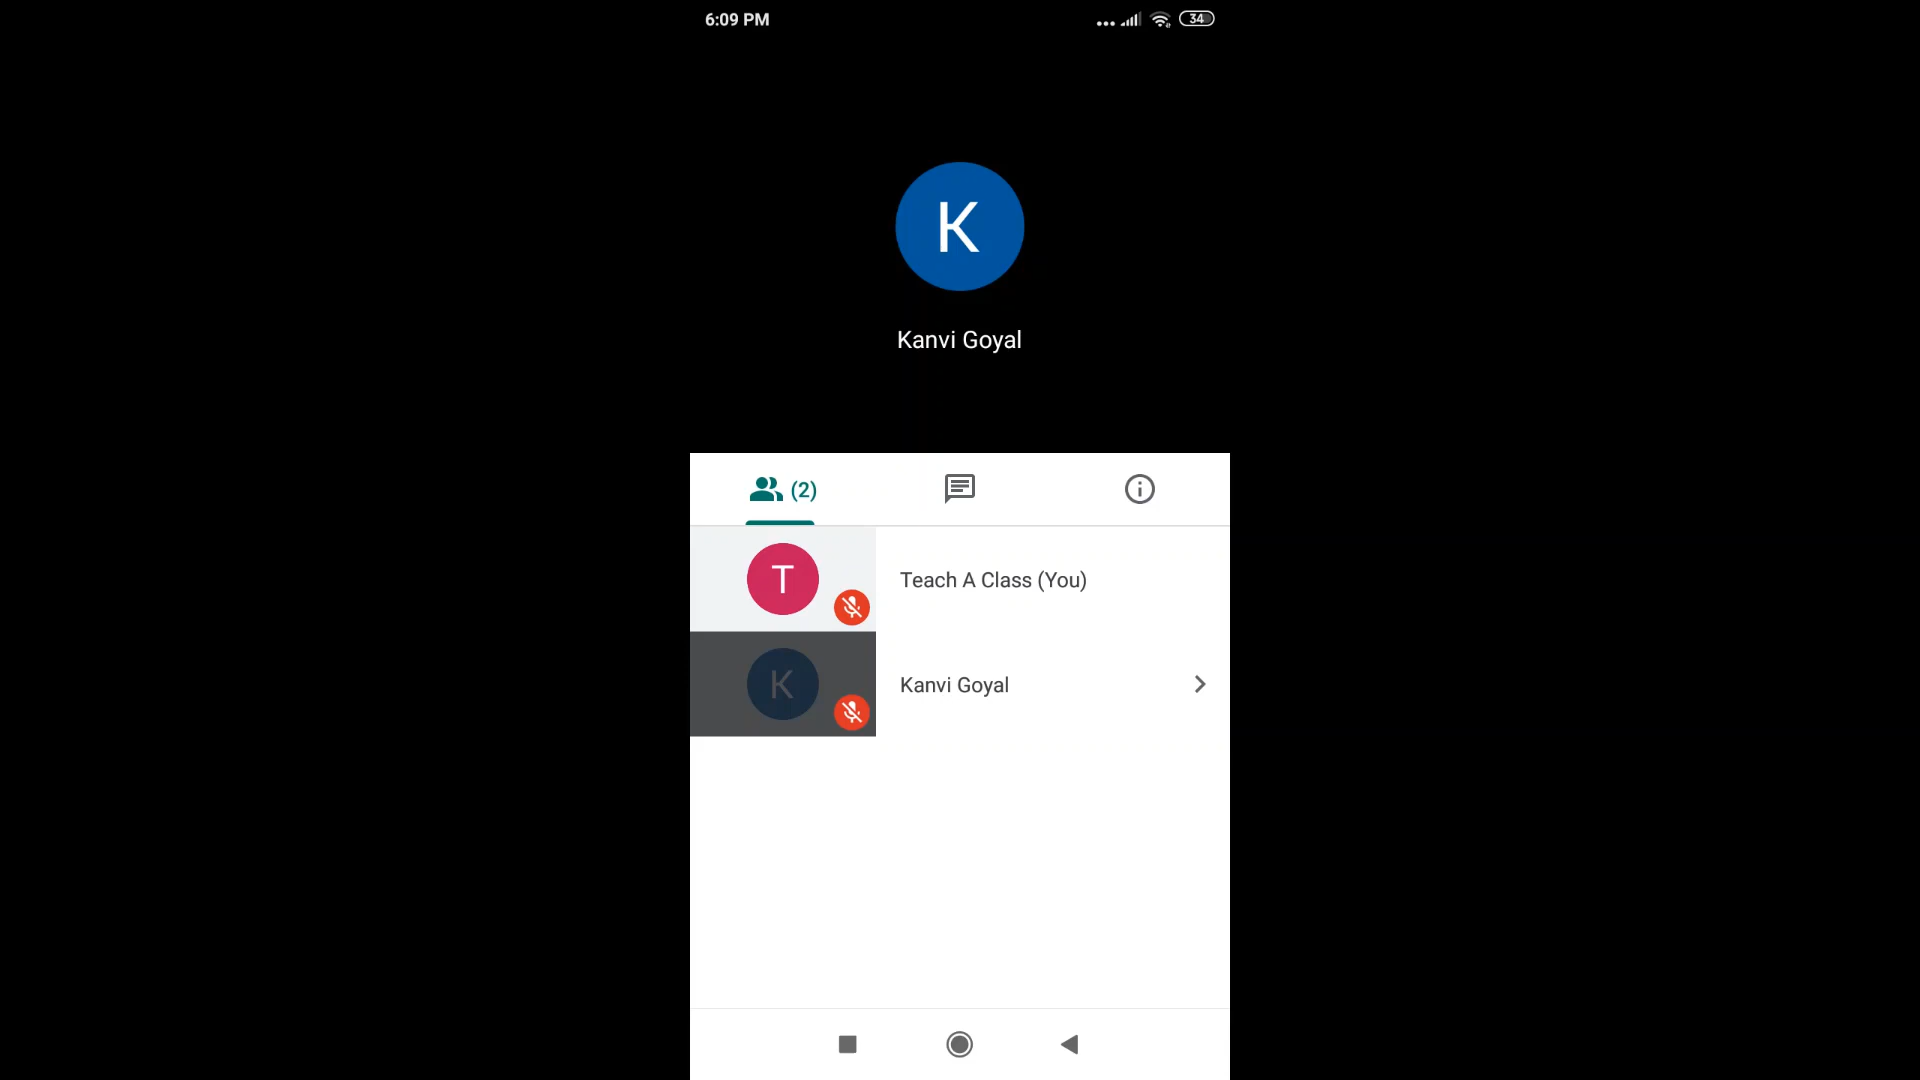 6:09 PM
34
K
Kanvi Goyal
(2)
T
Teach A Class (You)
K
Kanvi Goyal